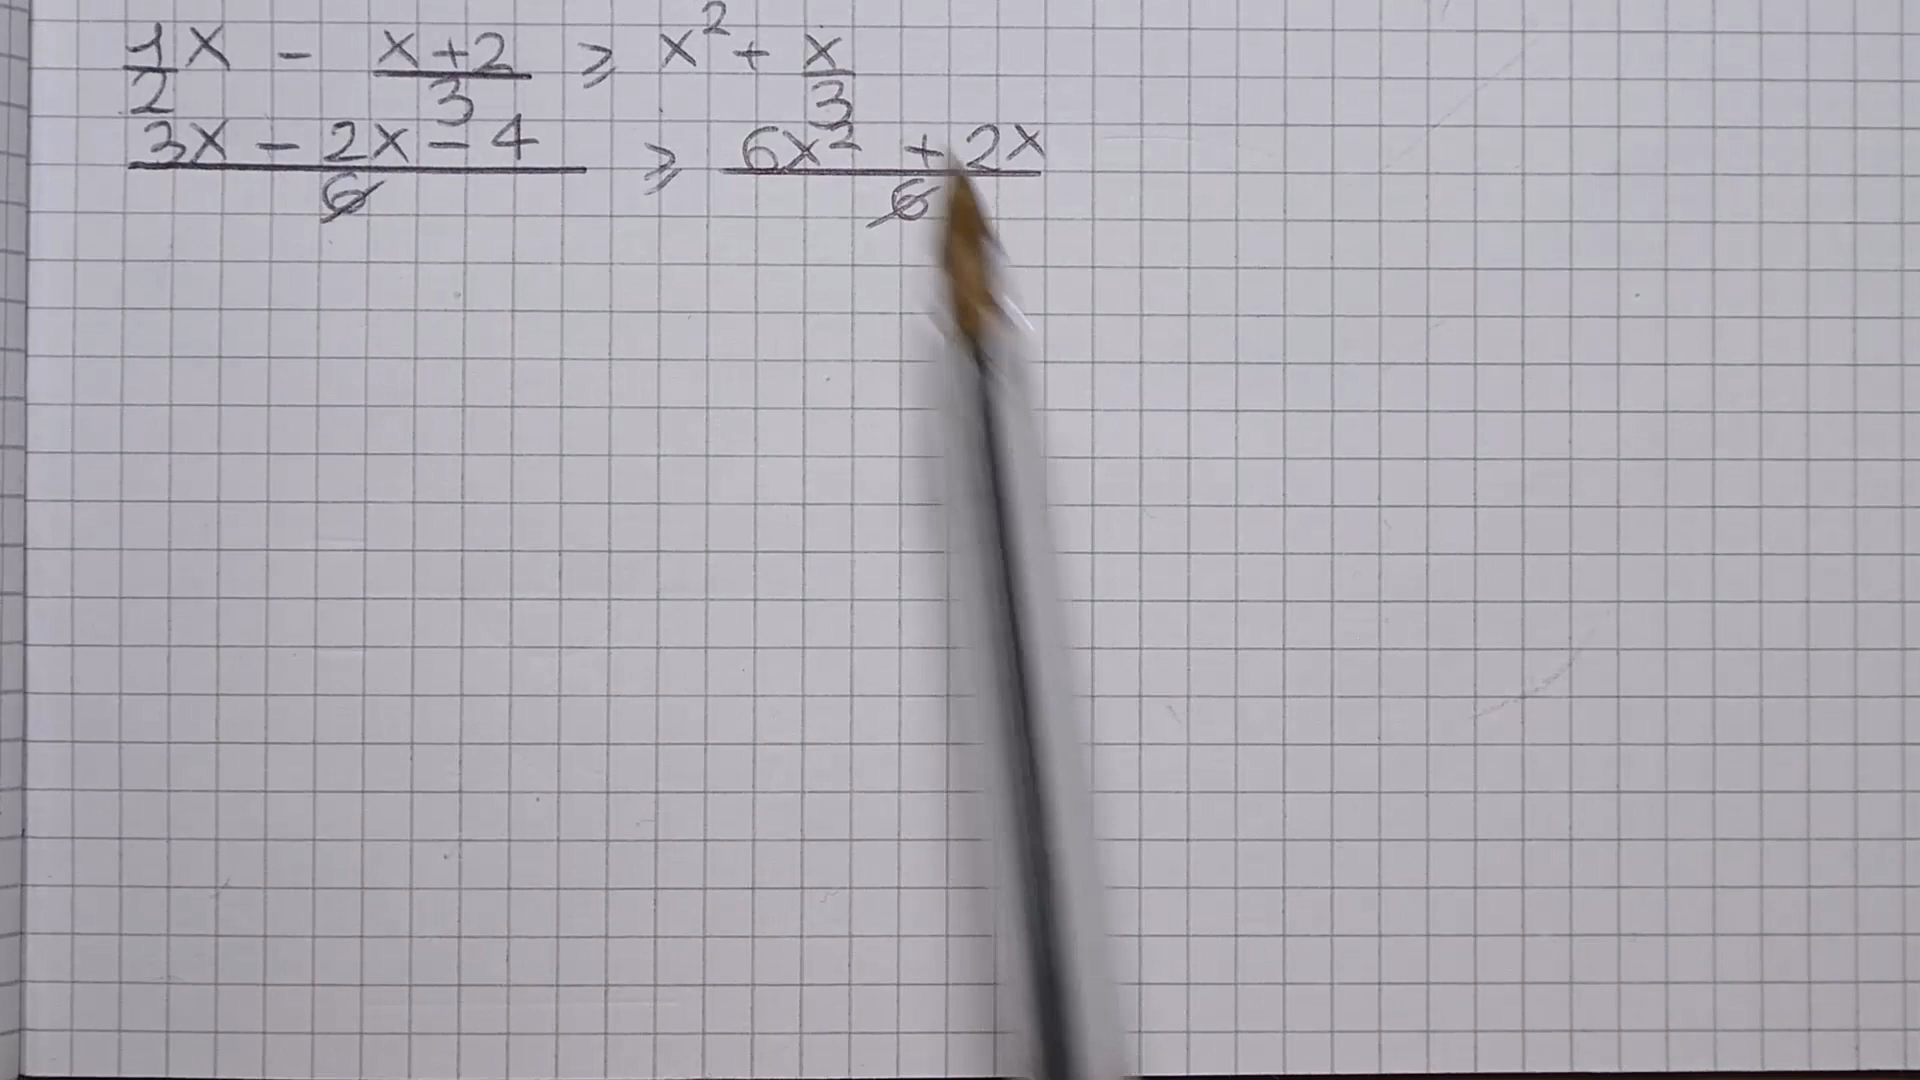 1/2 x - (x+2)/3 ⩾ x² + x/3
(3x - 2x - 4)/6 ⩾ (6x² + 2x)/6